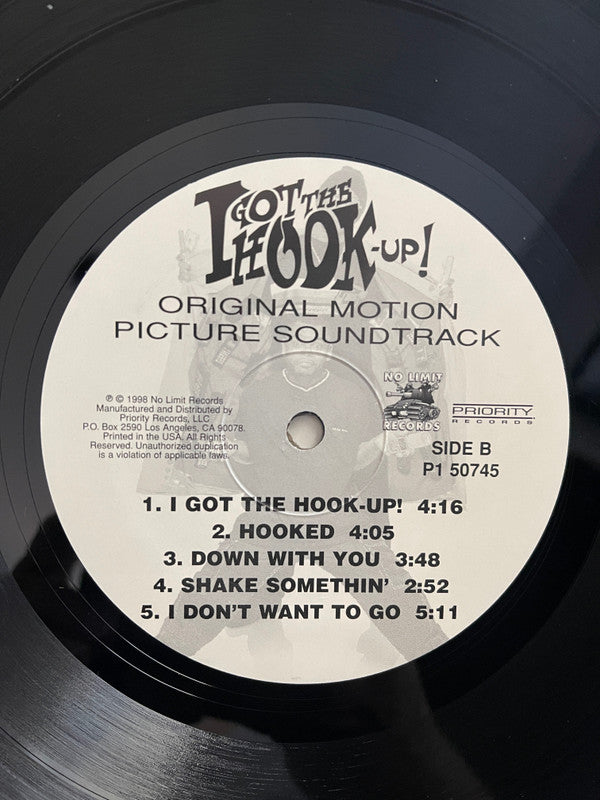 I GOT THE
HOOK-UP!
ORIGINAL MOTION
PICTURE SOUNDTRACK
℗ © 1998 No Limit Records
Manufactured and Distributed by
Priority Records, LLC
P.O. Box 2590 Los Angeles, CA 90078.
Printed in the USA. All Rights
Reserved. Unauthorized duplication
is a violation of applicable laws.
NO LIMIT
RECORDS
PRIORITY
RECORDS
SIDE B
P1 50745
1. I GOT THE HOOK-UP! 4:16
2. HOOKED 4:05
3. DOWN WITH YOU 3:48
4. SHAKE SOMETHIN' 2:52
5. I DON'T WANT TO GO 5:11